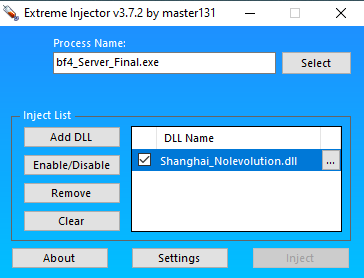 Extreme Injector v3.7.2 by master131
Process Name:
bf4_Server_Final.exe
Select
Inject List
Add DLL
Enable/Disable
Remove
Clear
DLL Name
Shanghai_Nolevolution.dll
...
About
Settings
Inject